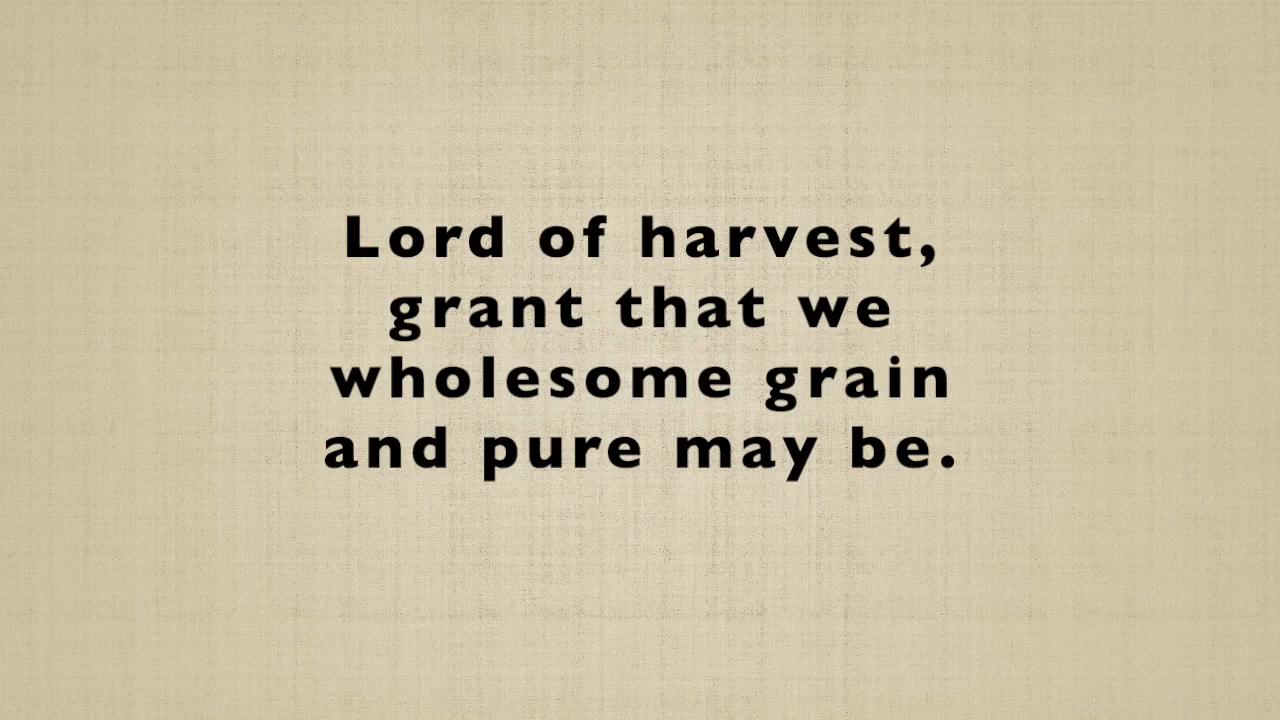 Lord of harvest,
grant that we
wholesome grain
and pure may be.